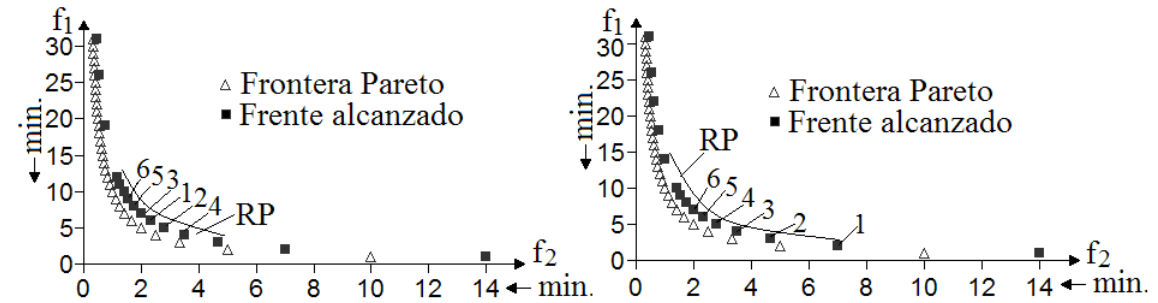 f1
30
20
15
10
5
0
min.
△ Frontera Pareto
■ Frente alcanzado
6 5 3 1 2 4
RP
0 2 4 6 8 10 12 14
f2
min.
f1
30
20
15
10
5
0
min.
△ Frontera Pareto
■ Frente alcanzado
RP
6
5
4
3
2
1
0 2 4 6 8 10 12 14
f2
min.